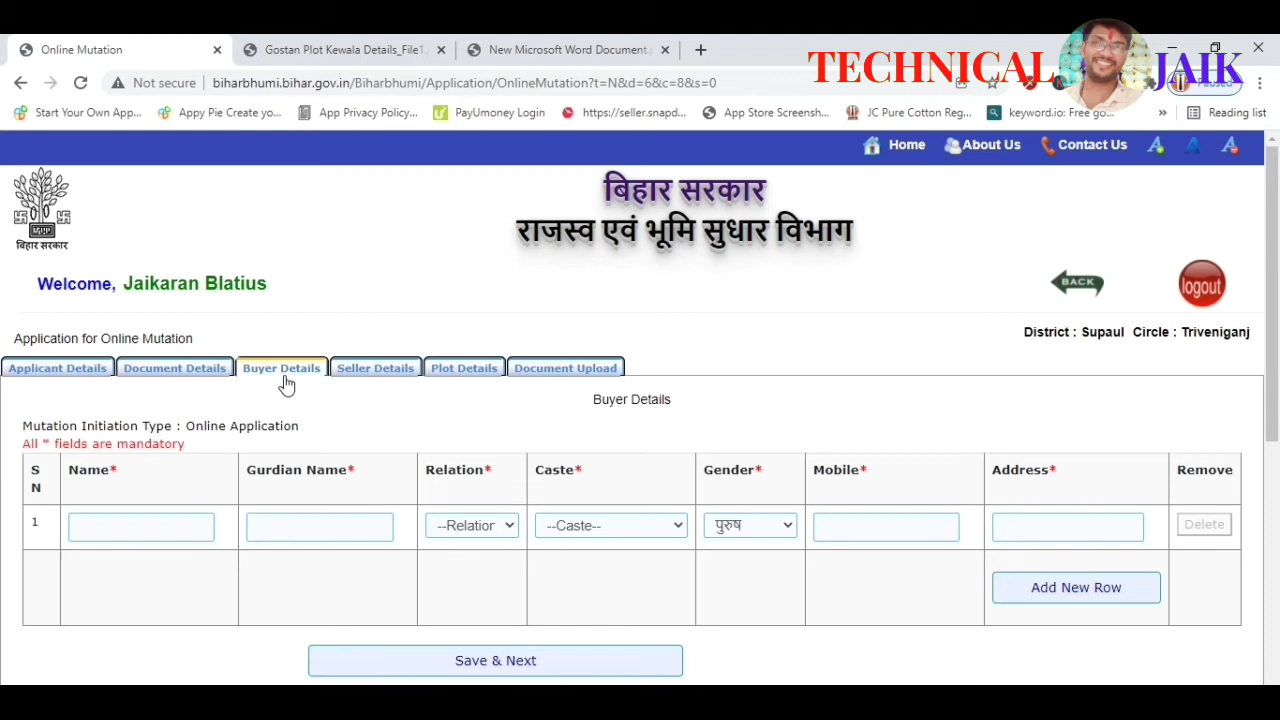 Online Mutation
Gostan Plot Kewala Details_File1
New Microsoft Word Document.p
TECHNICAL JAIK
Not secure
biharbhumi.bihar.gov.in/Biharbhumi/Application/OnlineMutation?t=N&d=6&c=8&s=0
Paused
Start Your Own App...
Appy Pie Create yo...
App Privacy Policy...
PayUmoney Login
https://seller.snapd...
App Store Screensh...
JC Pure Cotton Reg...
keyword.io: Free go...
»
Reading list
Home
About Us
Contact Us
A
A
A
बिहार सरकार
राजस्व एवं भूमि सुधार विभाग
बिहार सरकार
Welcome, Jaikaran Blatius
BACK
logout
Application for Online Mutation
District : Supaul Circle : Triveniganj
Applicant Details
Document Details
Buyer Details
Seller Details
Plot Details
Document Upload
Buyer Details
Mutation Initiation Type : Online Application
All * fields are mandatory
S N
Name*
Gurdian Name*
Relation*
Caste*
Gender*
Mobile*
Address*
Remove
1
--Relation
--Caste--
पुरुष
Delete
Add New Row
Save & Next